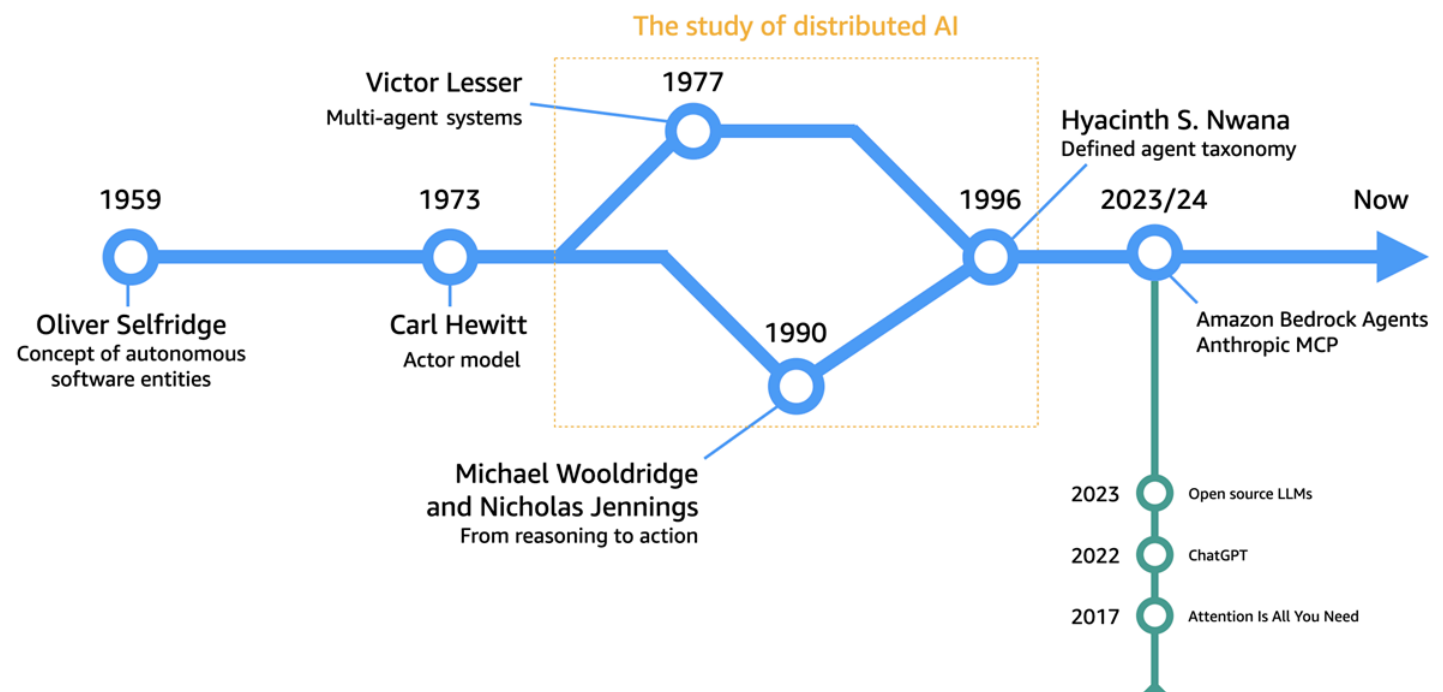 The study of distributed AI
Victor Lesser
Multi-agent systems
1977
Hyacinth S. Nwana
Defined agent taxonomy
1959
1973
1996
2023/24
Now
Oliver Selfridge
Concept of autonomous
software entities
Carl Hewitt
Actor model
1990
Amazon Bedrock Agents
Anthropic MCP
Michael Wooldridge
and Nicholas Jennings
From reasoning to action
2023 Open source LLMs
2022 ChatGPT
2017 Attention Is All You Need